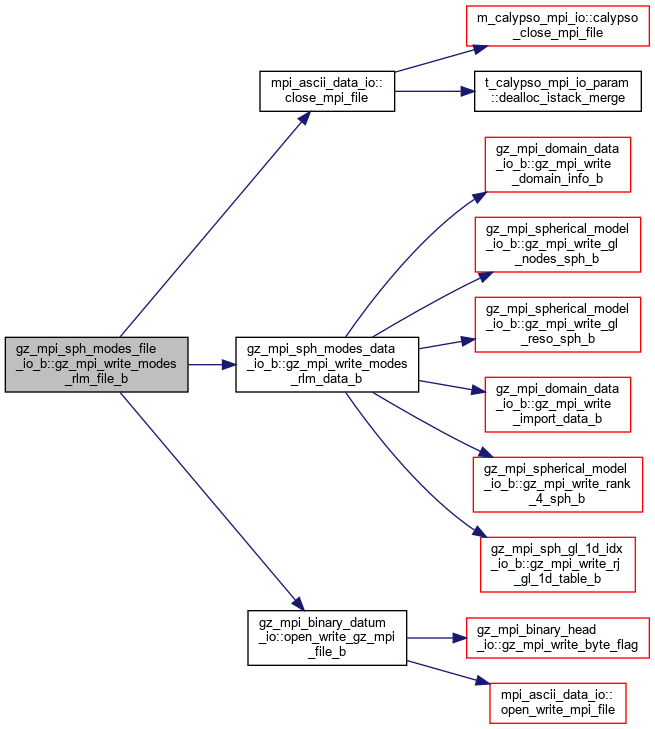 m_calypso_mpi_io::calypso
_close_mpi_file
mpi_ascii_data_io::
close_mpi_file
t_calypso_mpi_io_param
::dealloc_istack_merge
gz_mpi_domain_data
_io_b::gz_mpi_write
_domain_info_b
gz_mpi_spherical_model
_io_b::gz_mpi_write_gl
_nodes_sph_b
gz_mpi_spherical_model
_io_b::gz_mpi_write_gl
_reso_sph_b
gz_mpi_sph_modes_file
_io_b::gz_mpi_write_modes
_rlm_file_b
gz_mpi_sph_modes_data
_io_b::gz_mpi_write_modes
_rlm_data_b
gz_mpi_domain_data
_io_b::gz_mpi_write
_import_data_b
gz_mpi_spherical_model
_io_b::gz_mpi_write_rank
_4_sph_b
gz_mpi_sph_gl_1d_idx
_io_b::gz_mpi_write_rj
_gl_1d_table_b
gz_mpi_binary_datum
_io::open_write_gz_mpi
_file_b
gz_mpi_binary_head
_io::gz_mpi_write_byte_flag
mpi_ascii_data_io::
open_write_mpi_file